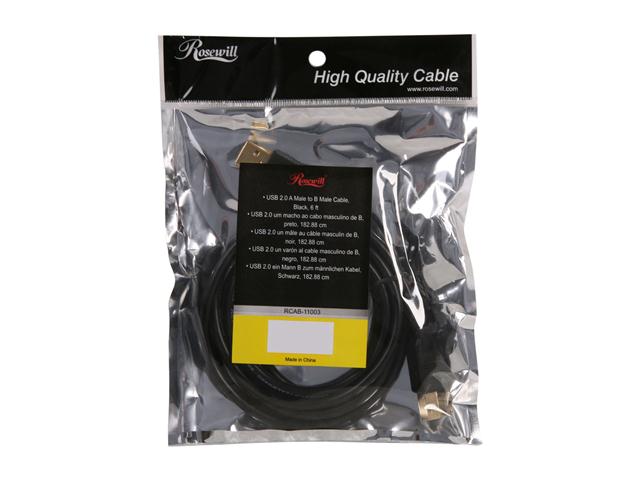 Rosewill
High Quality Cable
www.rosewill.com
Rosewill
• USB 2.0 A Male to B Male Cable,
Black, 6 ft
• USB 2.0 um macho ao cabo masculino de B,
preto, 182.88 cm
• USB 2.0 un mâle au câble masculin de B,
noir, 182.88 cm
• USB 2.0 un varón al cable masculino de B,
negro, 182.88 cm
• USB 2.0 ein Mann B zum männlichen Kabel,
Schwarz, 182.88 cm
RCAB-11003
Made in China